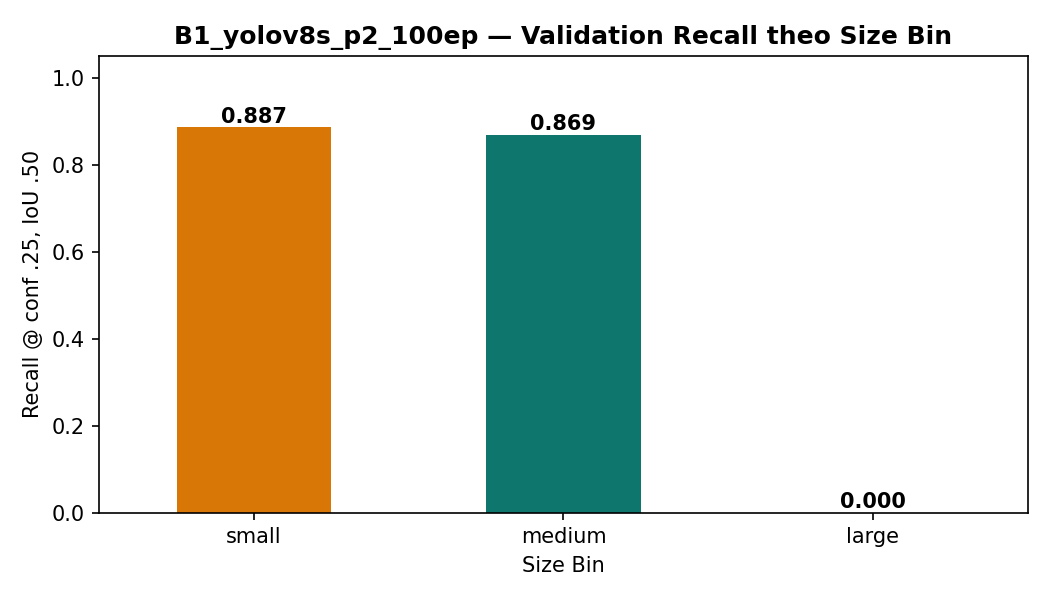 B1_yolov8s_p2_100ep — Validation Recall theo Size Bin
Recall @ conf .25, IoU .50
1.0
0.8
0.6
0.4
0.2
0.0
0.887
0.869
0.000
small
medium
large
Size Bin